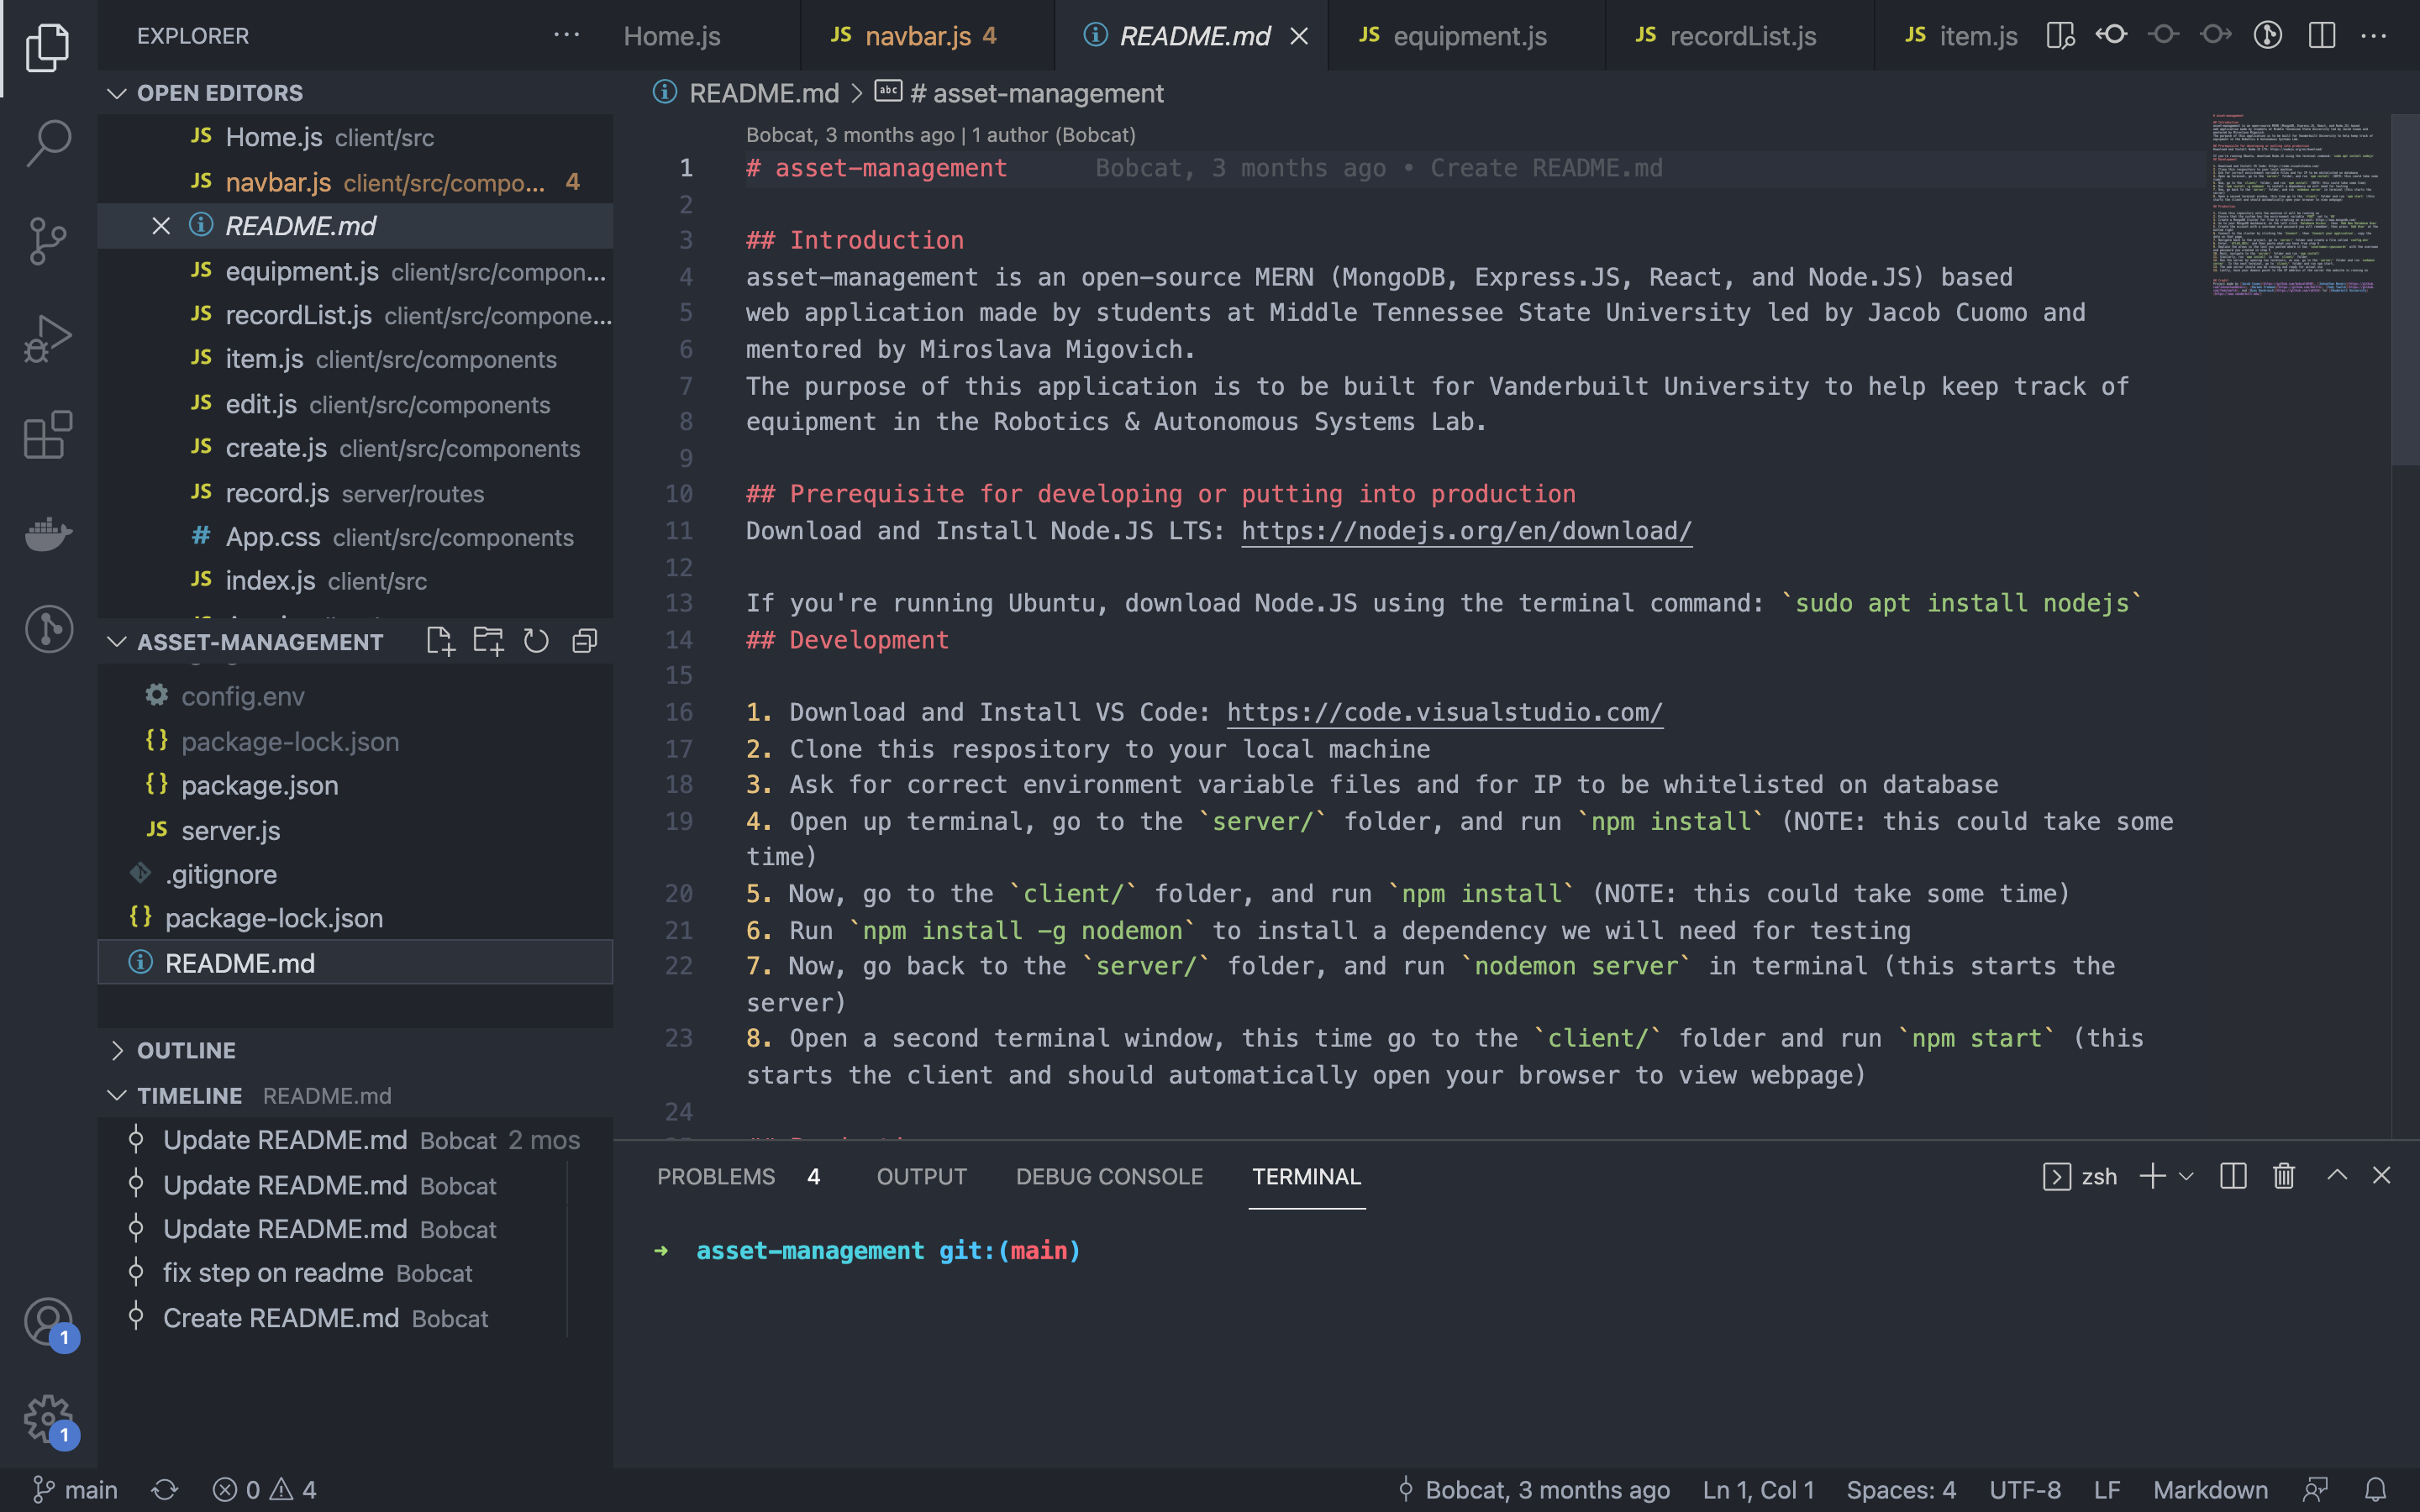 EXPLORER
OPEN EDITORS
JS Home.js client/src
JS navbar.js client/src/compo... 4
README.md
JS equipment.js client/src/compon...
JS recordList.js client/src/compone...
JS item.js client/src/components
JS edit.js client/src/components
JS create.js client/src/components
JS record.js server/routes
# App.css client/src/components
JS index.js client/src
ASSET-MANAGEMENT
config.env
{} package-lock.json
{} package.json
JS server.js
.gitignore
{} package-lock.json
README.md
OUTLINE
TIMELINE README.md
Update README.md Bobcat 2 mos
Update README.md Bobcat
Update README.md Bobcat
fix step on readme Bobcat
Create README.md Bobcat
1
1
Home.js JS navbar.js 4 README.md JS equipment.js JS recordList.js JS item.js
README.md > abc # asset-management
Bobcat, 3 months ago | 1 author (Bobcat)
1 # asset-management Bobcat, 3 months ago • Create README.md
2
3 ## Introduction
4 asset-management is an open-source MERN (MongoDB, Express.JS, React, and Node.JS) based
5 web application made by students at Middle Tennessee State University led by Jacob Cuomo and
6 mentored by Miroslava Migovich.
7 The purpose of this application is to be built for Vanderbuilt University to help keep track of
8 equipment in the Robotics & Autonomous Systems Lab.
9
10 ## Prerequisite for developing or putting into production
11 Download and Install Node.JS LTS: https://nodejs.org/en/download/
12
13 If you're running Ubuntu, download Node.JS using the terminal command: `sudo apt install nodejs`
14 ## Development
15
16 1. Download and Install VS Code: https://code.visualstudio.com/
17 2. Clone this respository to your local machine
18 3. Ask for correct environment variable files and for IP to be whitelisted on database
19 4. Open up terminal, go to the `server/` folder, and run `npm install` (NOTE: this could take some
time)
20 5. Now, go to the `client/` folder, and run `npm install` (NOTE: this could take some time)
21 6. Run `npm install -g nodemon` to install a dependency we will need for testing
22 7. Now, go back to the `server/` folder, and run `nodemon server` in terminal (this starts the
server)
23 8. Open a second terminal window, this time go to the `client/` folder and run `npm start` (this
starts the client and should automatically open your browser to view webpage)
24
PROBLEMS 4 OUTPUT DEBUG CONSOLE TERMINAL zsh
➜ asset-management git:(main)
main 0 4 Bobcat, 3 months ago Ln 1, Col 1 Spaces: 4 UTF-8 LF Markdown